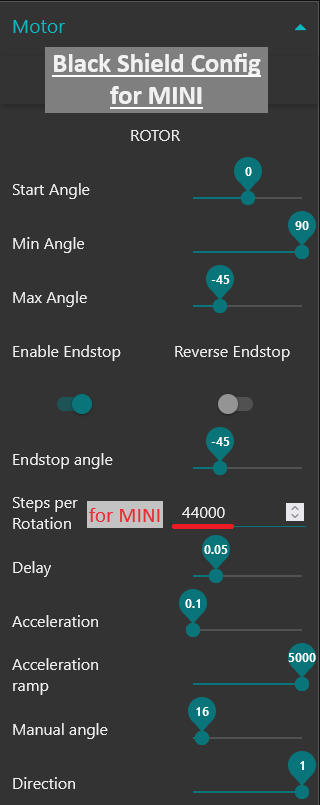 Motor
Black Shield Config
for MINI
ROTOR
0
Start Angle
90
Min Angle
-45
Max Angle
Enable Endstop Reverse Endstop
-45
Endstop angle
Steps per
Rotation for MINI 44000
0.05
Delay
0.1
Acceleration
5000
Acceleration
ramp
16
Manual angle
1
Direction